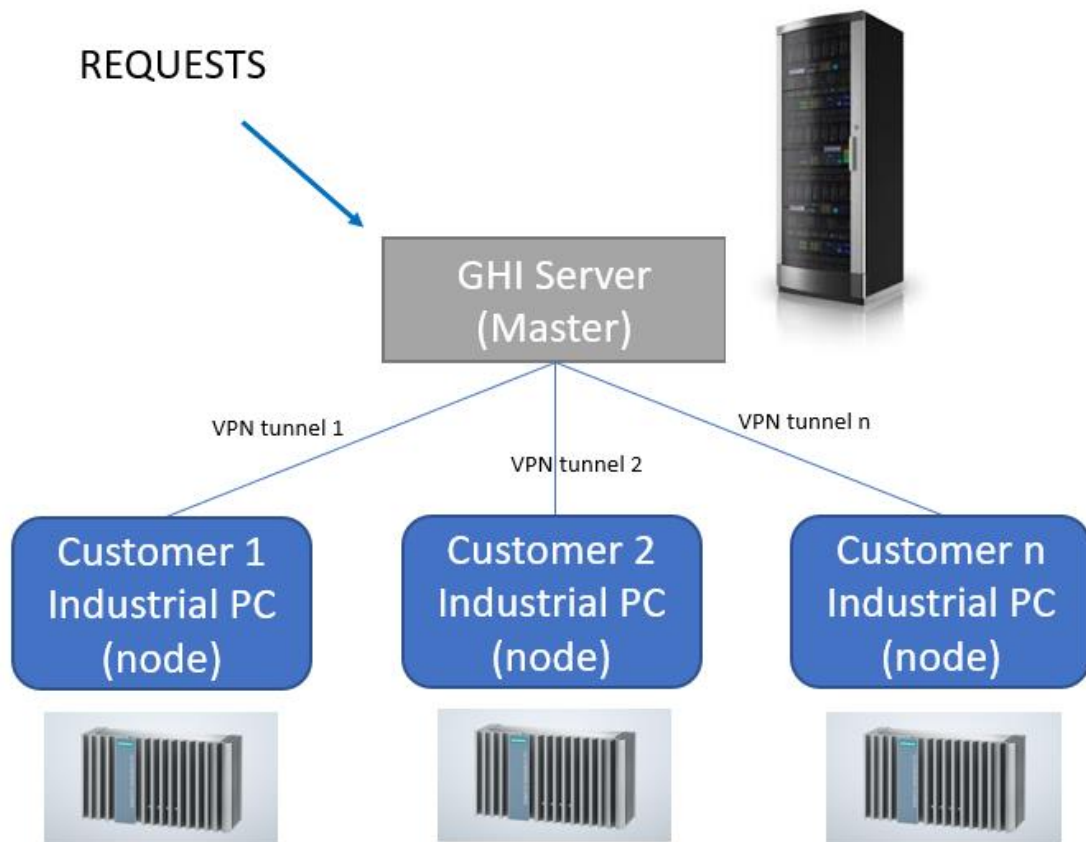 REQUESTS
GHI Server
(Master)
VPN tunnel 1
VPN tunnel 2
VPN tunnel n
Customer 1
Industrial PC
(node)
Customer 2
Industrial PC
(node)
Customer n
Industrial PC
(node)